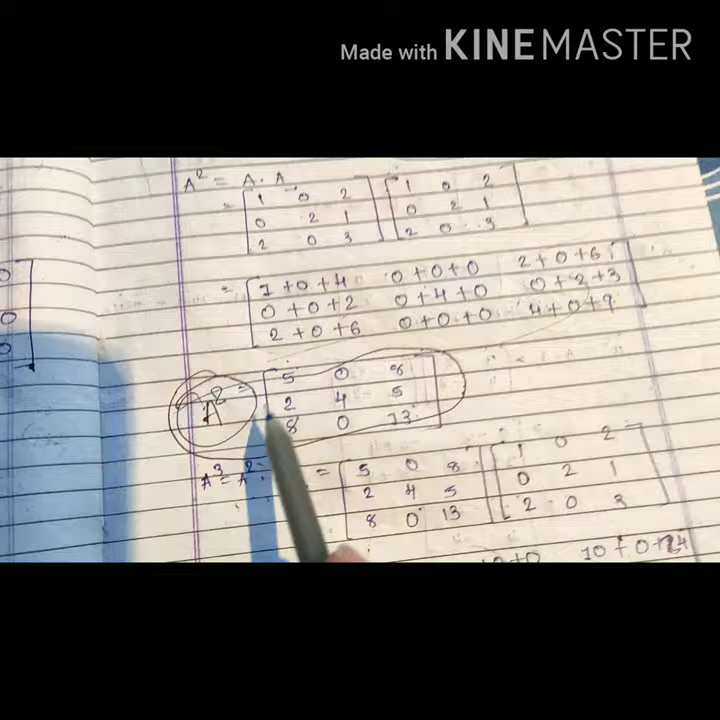 Made with KINEMASTER
A² = A . A
= [ 1 0 2 ] [ 1 0 2 ]
0 2 1 0 2 1
2 0 3 2 0 3
= [ 1+0+4 0+0+0 2+0+6
0+0+2 0+4+0 0+2+3
2+0+6 0+0+0 4+0+9 ]
0
0
0
A² = [ 5 0 8
2 4 5
8 0 13 ]
A³ = A² . = [ 5 0 8 ] [ 1 0 2 ]
2 4 5 0 2 1
8 0 13 2 0 3
10+0+24